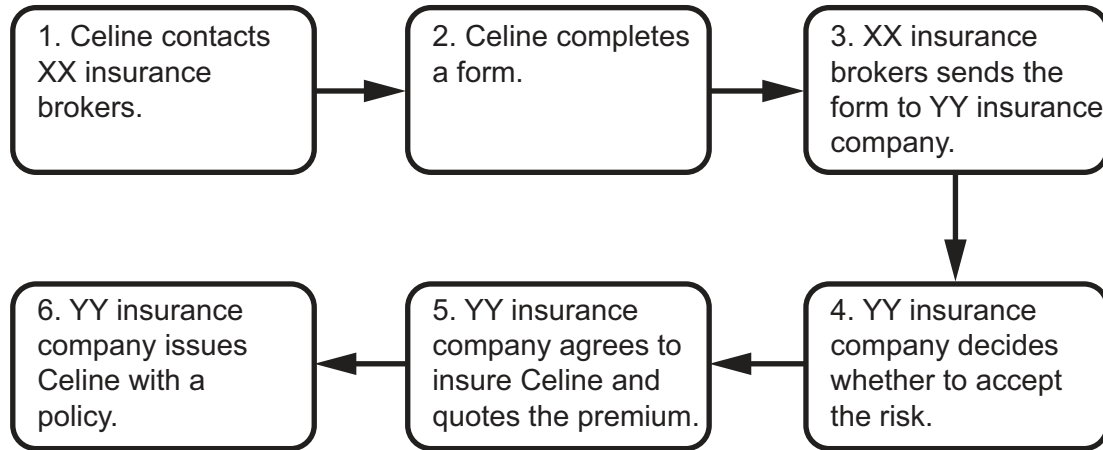 1. Celine contacts
XX insurance
brokers.
2. Celine completes
a form.
3. XX insurance
brokers sends the
form to YY insurance
company.
4. YY insurance
company decides
whether to accept
the risk.
5. YY insurance
company agrees to
insure Celine and
quotes the premium.
6. YY insurance
company issues
Celine with a
policy.